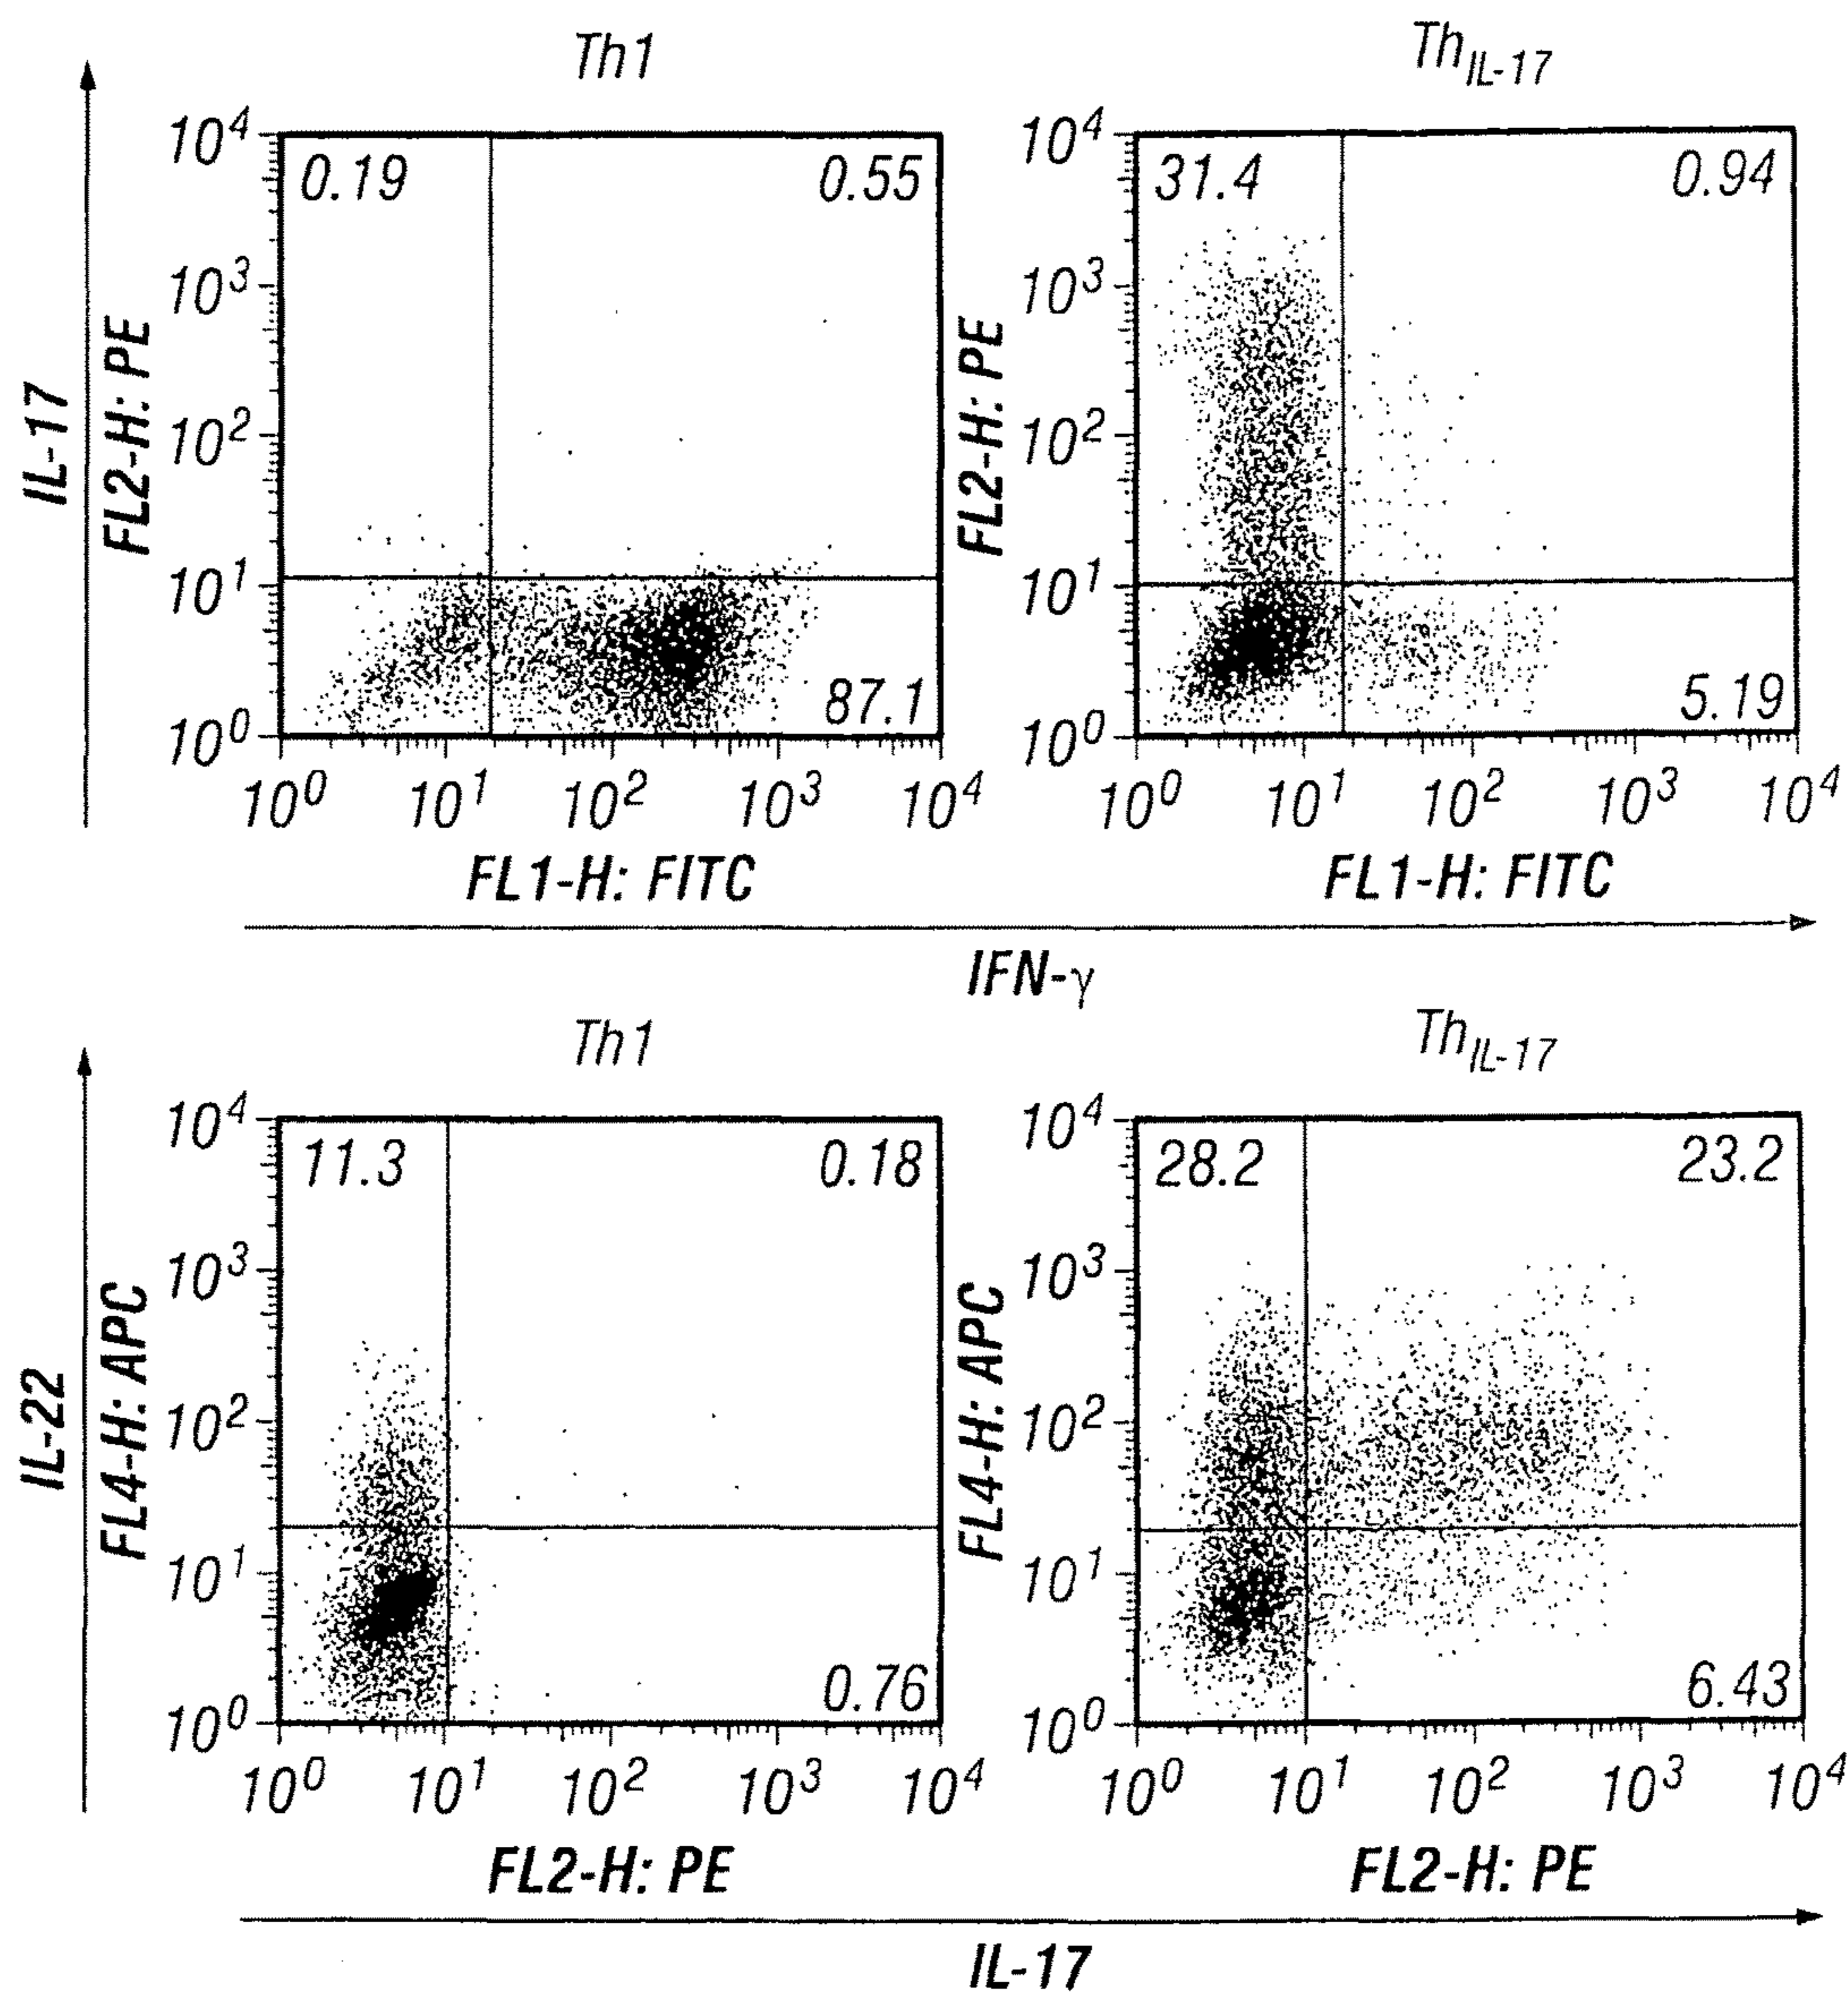 Th1
Th_IL-17
IL-17
FL2-H: PE
10^4
10^3
10^2
10^1
10^0
0.19
0.55
87.1
10^0 10^1 10^2 10^3 10^4
FL1-H: FITC
FL2-H: PE
10^4
10^3
10^2
10^1
10^0
31.4
0.94
5.19
10^0 10^1 10^2 10^3 10^4
FL1-H: FITC
IFN-γ
Th1
Th_IL-17
IL-22
FL4-H: APC
10^4
10^3
10^2
10^1
10^0
11.3
0.18
0.76
10^0 10^1 10^2 10^3 10^4
FL2-H: PE
FL4-H: APC
10^4
10^3
10^2
10^1
10^0
28.2
23.2
6.43
10^0 10^1 10^2 10^3 10^4
FL2-H: PE
IL-17